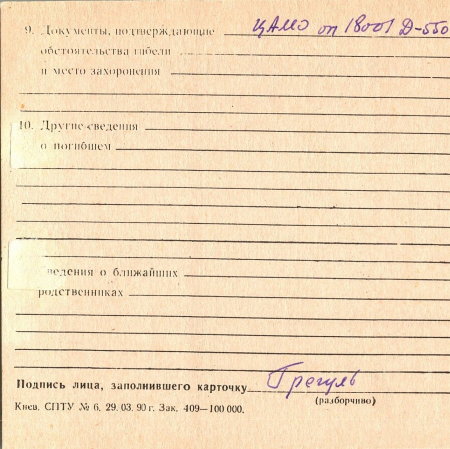 9. Документы, подтверждающие ЦАМО оп 18001 Д-550
обстоятельства гибели
и место захоронения
10. Другие сведения
о погибшем
ведения о ближайших
родственниках
Подпись лица, заполнившего карточку Грегуль
(разборчиво)
Киев. СПТУ № 6. 29. 03. 90 г. Зак. 409—100 000.